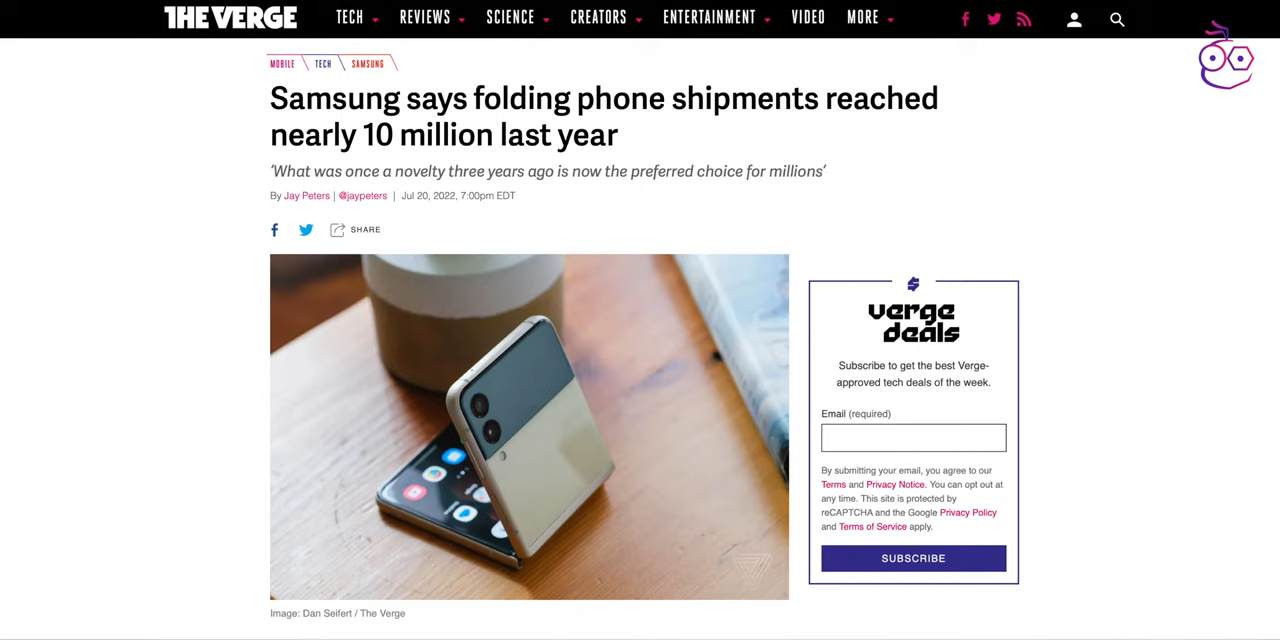 THE VERGE TECH REVIEWS SCIENCE CREATORS ENTERTAINMENT VIDEO MORE
MOBILE TECH SAMSUNG
Samsung says folding phone shipments reached
nearly 10 million last year
‘What was once a novelty three years ago is now the preferred choice for millions’
By Jay Peters | @jaypeters | Jul 20, 2022, 7:00pm EDT
SHARE
verge
deals
Subscribe to get the best Verge-
approved tech deals of the week.
Email (required)
By submitting your email, you agree to our
Terms and Privacy Notice. You can opt out at
any time. This site is protected by
reCAPTCHA and the Google Privacy Policy
and Terms of Service apply.
SUBSCRIBE
Image: Dan Seifert / The Verge